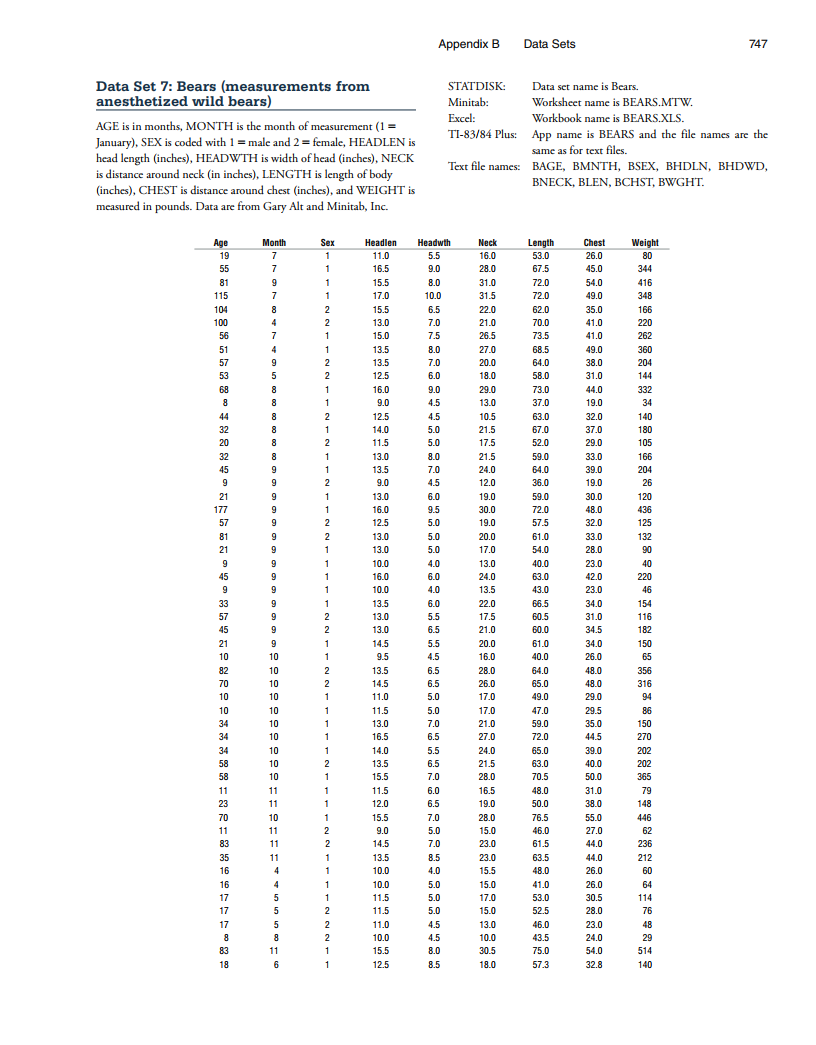 Appendix B Data Sets 747
Data Set 7: Bears (measurements from
anesthetized wild bears)
AGE is in months, MONTH is the month of measurement (1 =
January), SEX is coded with 1 = male and 2 = female, HEADLEN is
head length (inches), HEADWTH is width of head (inches), NECK
is distance around neck (in inches), LENGTH is length of body
(inches), CHEST is distance around chest (inches), and WEIGHT is
measured in pounds. Data are from Gary Alt and Minitab, Inc.
STATDISK: Data set name is Bears.
Minitab: Worksheet name is BEARS.MTW.
Excel: Workbook name is BEARS.XLS.
TI-83/84 Plus: App name is BEARS and the file names are the
same as for text files.
Text file names: BAGE, BMNTH, BSEX, BHDLN, BHDWD,
BNECK, BLEN, BCHST, BWGHT.
Age Month Sex Headlen Headwth Neck Length Chest Weight
19 7 1 11.0 5.5 16.0 53.0 26.0 80
55 7 1 16.5 9.0 28.0 67.5 45.0 344
81 9 1 15.5 8.0 31.0 72.0 54.0 416
115 7 1 17.0 10.0 31.5 72.0 49.0 348
104 8 2 15.5 6.5 22.0 62.0 35.0 166
100 4 2 13.0 7.0 21.0 70.0 41.0 220
56 7 1 15.0 7.5 26.5 73.5 41.0 262
51 4 1 13.5 8.0 27.0 68.5 49.0 360
57 9 2 13.5 7.0 20.0 64.0 38.0 204
53 5 2 12.5 6.0 18.0 58.0 31.0 144
68 8 1 16.0 9.0 29.0 73.0 44.0 332
8 8 1 9.0 4.5 13.0 37.0 19.0 34
44 8 2 12.5 4.5 10.5 63.0 32.0 140
32 8 1 14.0 5.0 21.5 67.0 37.0 180
20 8 2 11.5 5.0 17.5 52.0 29.0 105
32 8 1 13.0 8.0 21.5 59.0 33.0 166
45 9 1 13.5 7.0 24.0 64.0 39.0 204
9 9 2 9.0 4.5 12.0 36.0 19.0 26
21 9 1 13.0 6.0 19.0 59.0 30.0 120
177 9 1 16.0 9.5 30.0 72.0 48.0 436
57 9 2 12.5 5.0 19.0 57.5 32.0 125
81 9 2 13.0 5.0 20.0 61.0 33.0 132
21 9 1 13.0 5.0 17.0 54.0 28.0 90
9 9 1 10.0 4.0 13.0 40.0 23.0 40
45 9 1 16.0 6.0 24.0 63.0 42.0 220
9 9 1 10.0 4.0 13.5 43.0 23.0 46
33 9 1 13.5 6.0 22.0 66.5 34.0 154
57 9 2 13.0 5.5 17.5 60.5 31.0 116
45 9 2 13.0 6.5 21.0 60.0 34.5 182
21 9 1 14.5 5.5 20.0 61.0 34.0 150
10 10 1 9.5 4.5 16.0 40.0 26.0 65
82 10 2 13.5 6.5 28.0 64.0 48.0 356
70 10 2 14.5 6.5 26.0 65.0 48.0 316
10 10 1 11.0 5.0 17.0 49.0 29.0 94
10 10 1 11.5 5.0 17.0 47.0 29.5 86
34 10 1 13.0 7.0 21.0 59.0 35.0 150
34 10 1 16.5 6.5 27.0 72.0 44.5 270
34 10 1 14.0 5.5 24.0 65.0 39.0 202
58 10 2 13.5 6.5 21.5 63.0 40.0 202
58 10 1 15.5 7.0 28.0 70.5 50.0 365
11 11 1 11.5 6.0 16.5 48.0 31.0 79
23 11 1 12.0 6.5 19.0 50.0 38.0 148
70 10 1 15.5 7.0 28.0 76.5 55.0 446
11 11 2 9.0 5.0 15.0 46.0 27.0 62
83 11 2 14.5 7.0 23.0 61.5 44.0 236
35 11 1 13.5 8.5 23.0 63.5 44.0 212
16 4 1 10.0 4.0 15.5 48.0 26.0 60
16 4 1 10.0 5.0 15.0 41.0 26.0 64
17 5 1 11.5 5.0 17.0 53.0 30.5 114
17 5 2 11.5 5.0 15.0 52.5 28.0 76
17 5 2 11.0 4.5 13.0 46.0 23.0 48
8 8 2 10.0 4.5 10.0 43.5 24.0 29
83 11 1 15.5 8.0 30.5 75.0 54.0 514
18 6 1 12.5 8.5 18.0 57.3 32.8 140